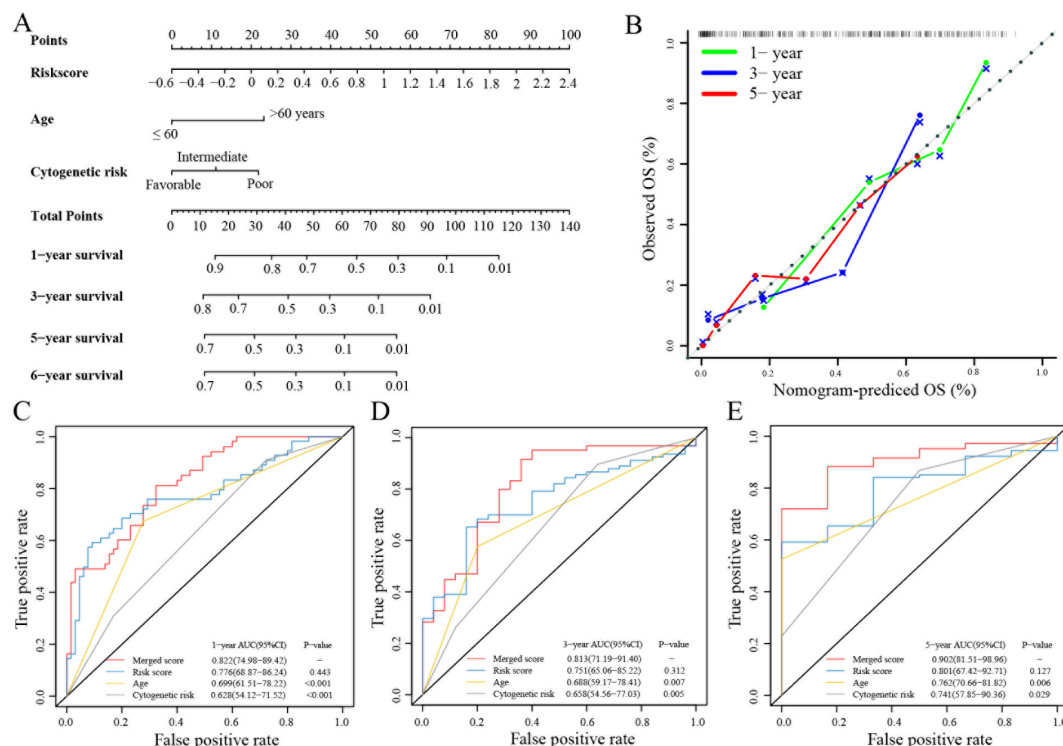 A
Points
0 10 20 30 40 50 60 70 80 90 100
Riskscore
−0.6 −0.4 −0.2 0 0.2 0.4 0.6 0.8 1 1.2 1.4 1.6 1.8 2 2.2 2.4
Age
≤ 60 >60 years
Cytogenetic risk
Intermediate
Favorable Poor
Total Points
0 10 20 30 40 50 60 70 80 90 100 110 120 130 140
1-year survival
0.9 0.8 0.7 0.5 0.3 0.1 0.01
3-year survival
0.8 0.7 0.5 0.3 0.1 0.01
5-year survival
0.7 0.5 0.3 0.1 0.01
6-year survival
0.7 0.5 0.3 0.1 0.01
B
1− year
3− year
5− year
Observed OS (%)
0.0 0.2 0.4 0.6 0.8 1.0
0.0 0.2 0.4 0.6 0.8 1.0
Nomogram-prediced OS (%)
C
True positive rate
0.0 0.2 0.4 0.6 0.8 1.0
1−year AUC(95%CI) P−value
Merged score 0.822(74.98−89.42) −
Risk score 0.776(68.87−86.24) 0.443
Age 0.699(61.51−78.22) <0.001
Cytogenetic risk 0.628(54.12−71.52) <0.001
0.0 0.2 0.4 0.6 0.8 1.0
False positive rate
D
True positive rate
0.0 0.2 0.4 0.6 0.8 1.0
3−year AUC(95%CI) P−value
Merged score 0.813(71.19−91.40) −
Risk score 0.751(65.06−85.22) 0.312
Age 0.688(59.17−78.41) 0.007
Cytogenetic risk 0.658(54.56−77.03) 0.005
0.0 0.2 0.4 0.6 0.8 1.0
False positive rate
E
True positive rate
0.0 0.2 0.4 0.6 0.8 1.0
5−year AUC(95%CI) P−value
Merged score 0.902(81.51−98.96) −
Risk score 0.801(67.42−92.71) 0.127
Age 0.762(70.66−81.82) 0.006
Cytogenetic risk 0.741(57.85−90.36) 0.029
0.0 0.2 0.4 0.6 0.8 1.0
False positive rate